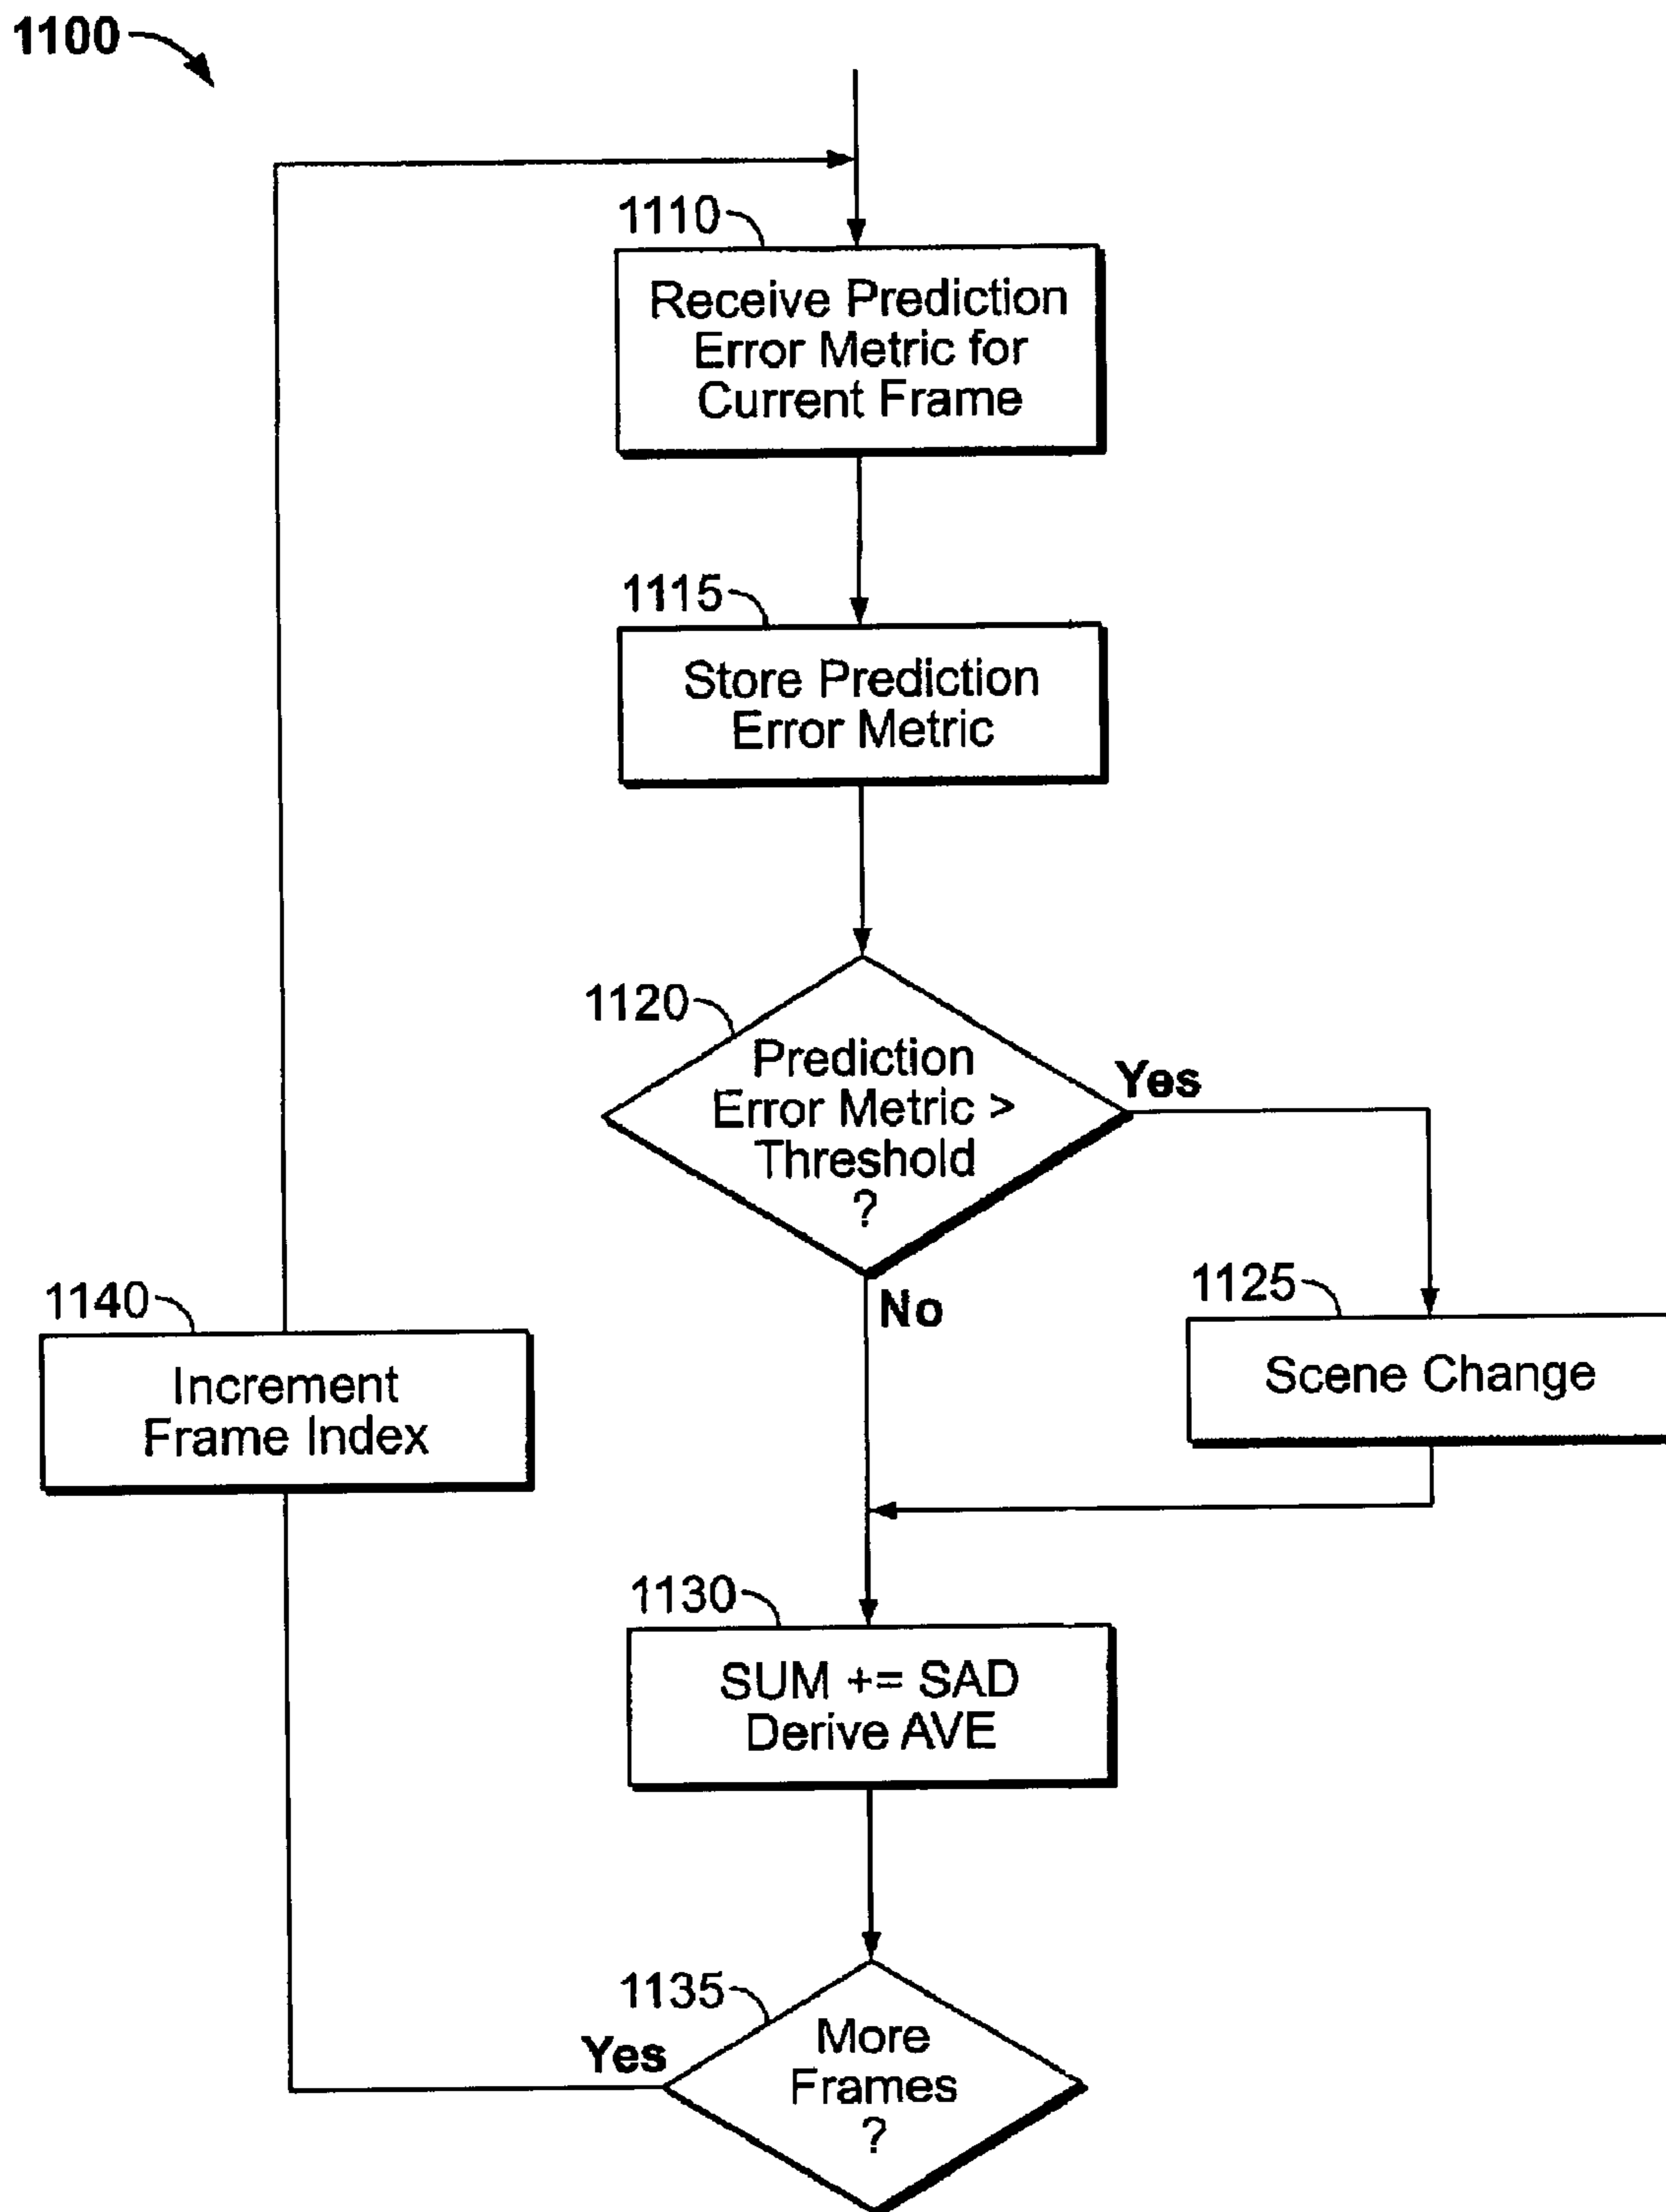 1100
1110
Receive Prediction
Error Metric for
Current Frame
1115
Store Prediction
Error Metric
1120
Prediction
Error Metric >
Threshold
?
Yes
No
1125
Scene Change
1140
Increment
Frame Index
1130
SUM += SAD
Derive AVE
1135
More
Frames
?
Yes